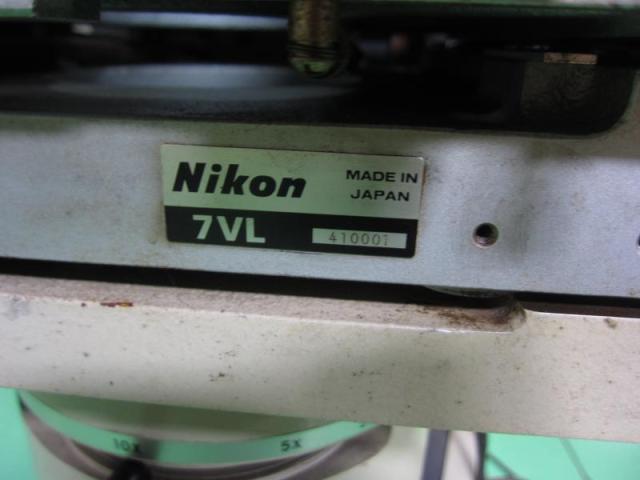 Nikon
MADE IN
JAPAN
7VL
410001
10X
5X